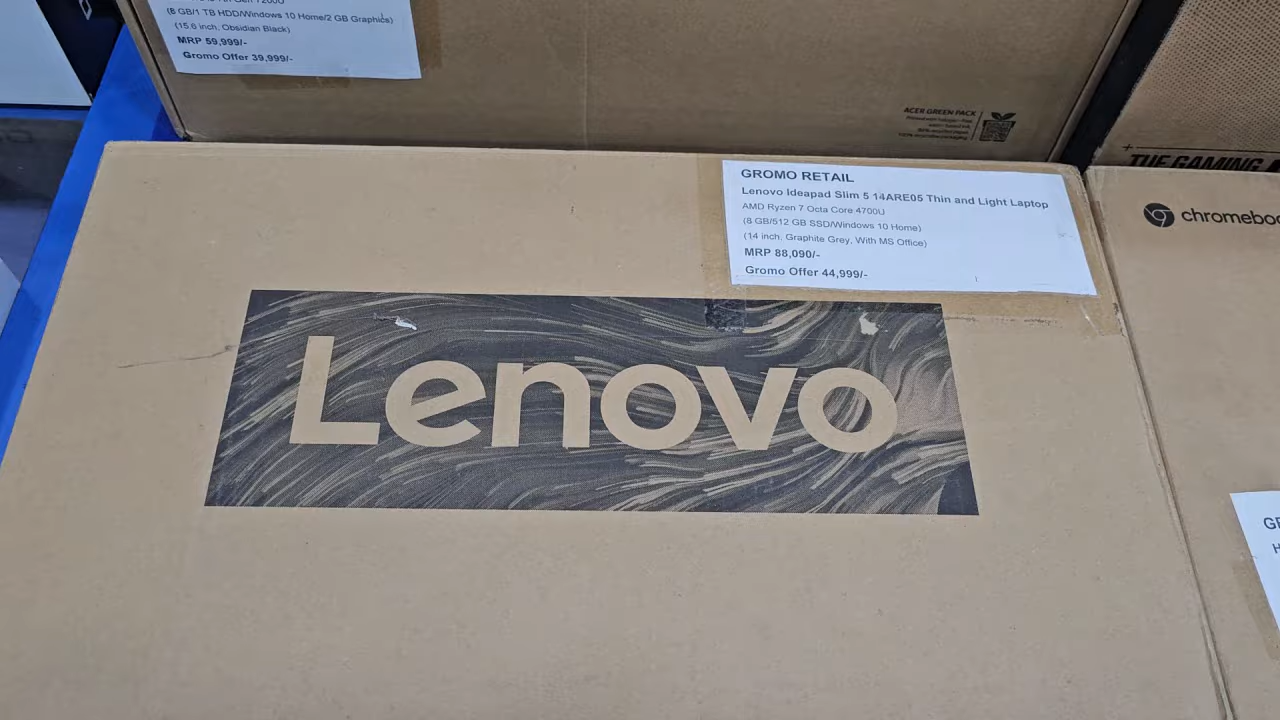 (8 GB/1 TB HDD/Windows 10 Home/2 GB Graphics)
(15.6 inch, Obsidian Black)
MRP 59,999/-
Gromo Offer 39,999/-
ACER GREEN PACK
THE GAMING
GROMO RETAIL
Lenovo Ideapad Slim 5 14ARE05 Thin and Light Laptop
AMD Ryzen 7 Octa Core 4700U
(8 GB/512 GB SSD/Windows 10 Home)
(14 inch, Graphite Grey, With MS Office)
MRP 88,090/-
Gromo Offer 44,999/-
chromeboo
Lenovo